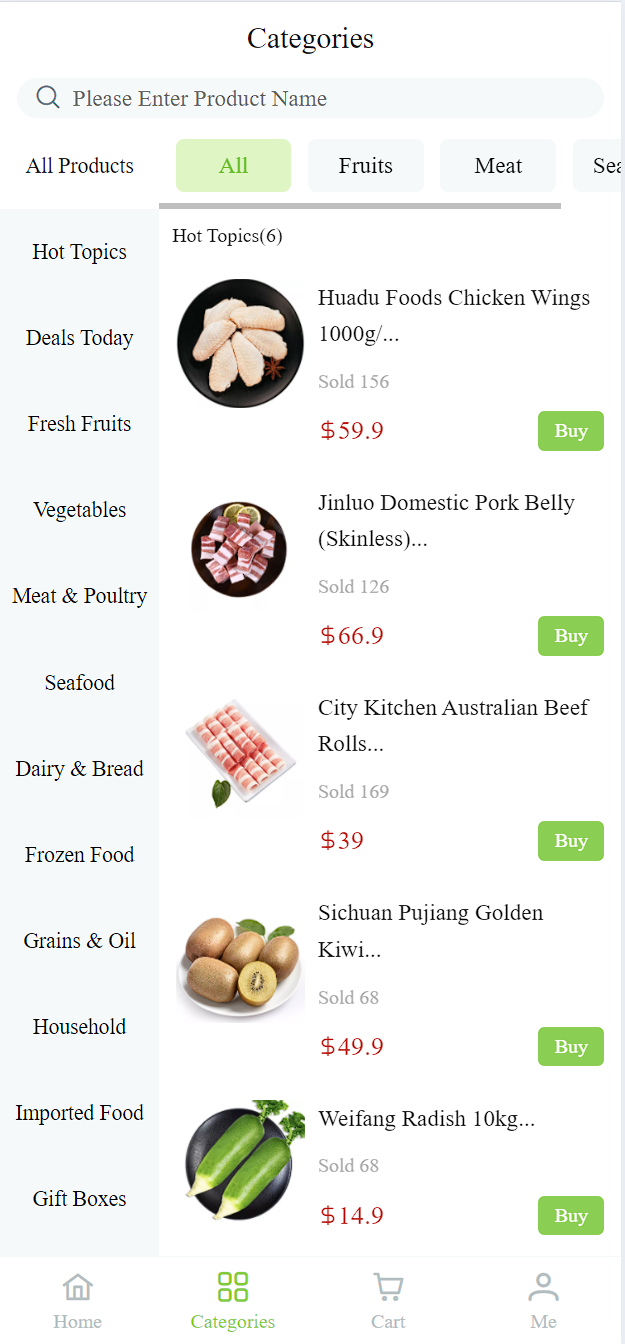 Categories
Please Enter Product Name
All Products
All
Fruits
Meat
Sea
Hot Topics
Deals Today
Fresh Fruits
Vegetables
Meat & Poultry
Seafood
Dairy & Bread
Frozen Food
Grains & Oil
Household
Imported Food
Gift Boxes
Hot Topics(6)
Huadu Foods Chicken Wings
1000g/...
Sold 156
$59.9
Buy
Jinluo Domestic Pork Belly
(Skinless)...
Sold 126
$66.9
Buy
City Kitchen Australian Beef
Rolls...
Sold 169
$39
Buy
Sichuan Pujiang Golden
Kiwi...
Sold 68
$49.9
Buy
Weifang Radish 10kg...
Sold 68
$14.9
Buy
Home
Categories
Cart
Me